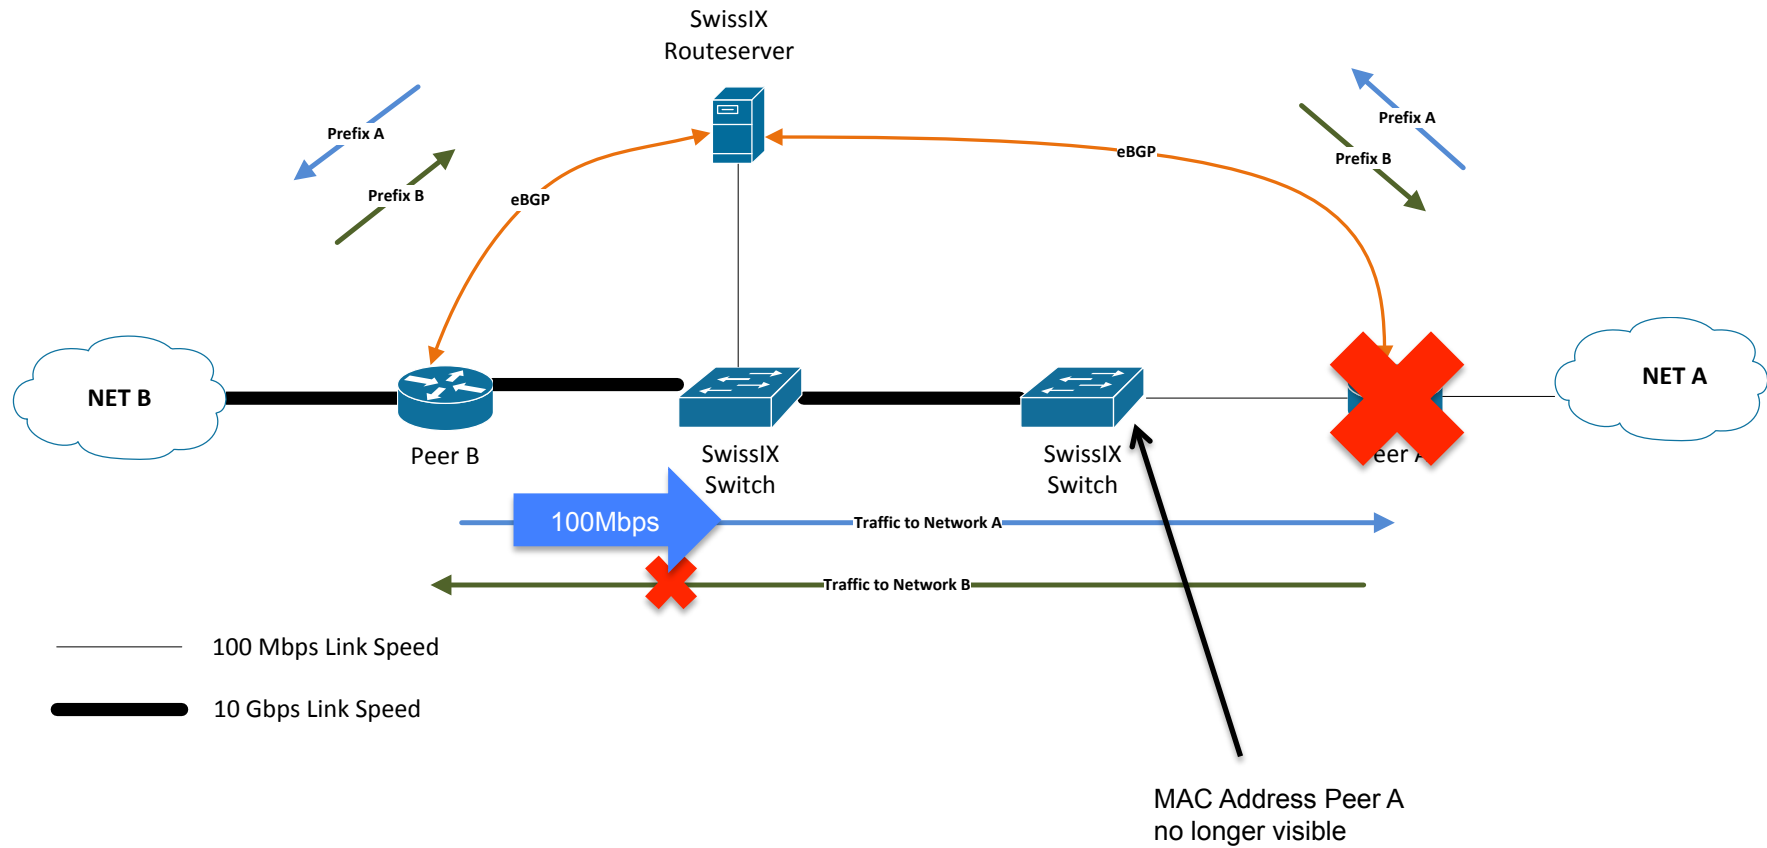 SwissIX
Routeserver
Prefix A
Prefix B
eBGP
eBGP
Prefix A
Prefix B
NET B
NET A
Peer B
SwissIX
Switch
SwissIX
Switch
100Mbps
Traffic to Network A
Traffic to Network B
100 Mbps Link Speed
10 Gbps Link Speed
MAC Address Peer A
no longer visible